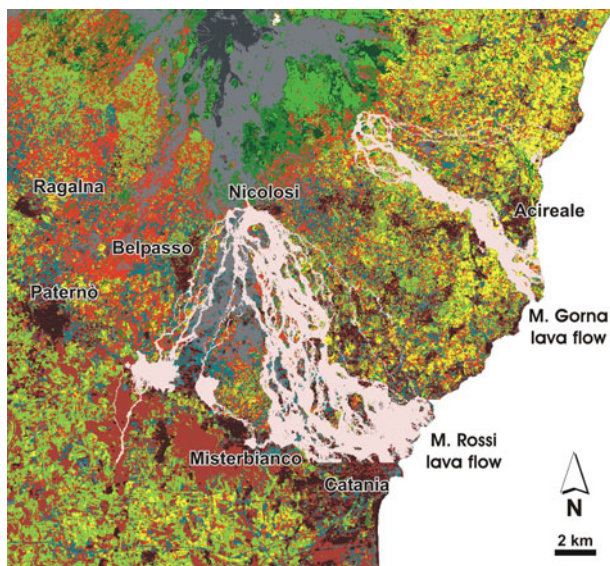 Ragalna
Nicolosi
Acireale
Belpasso
Paternò
M. Gorna
lava flow
M. Rossi
lava flow
Misterbianco
Catania
N
2 km